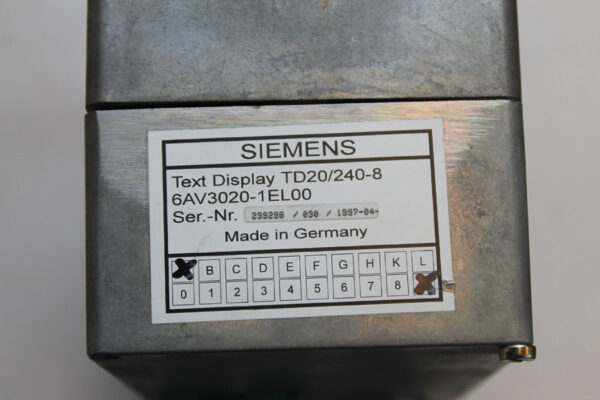 SIEMENS
Text Display TD20/240-8
6AV3020-1EL00
Ser.-Nr. 299298 / 030 / 1997-04-
Made in Germany
B C D E F G H K L
0 1 2 3 4 5 6 7 8